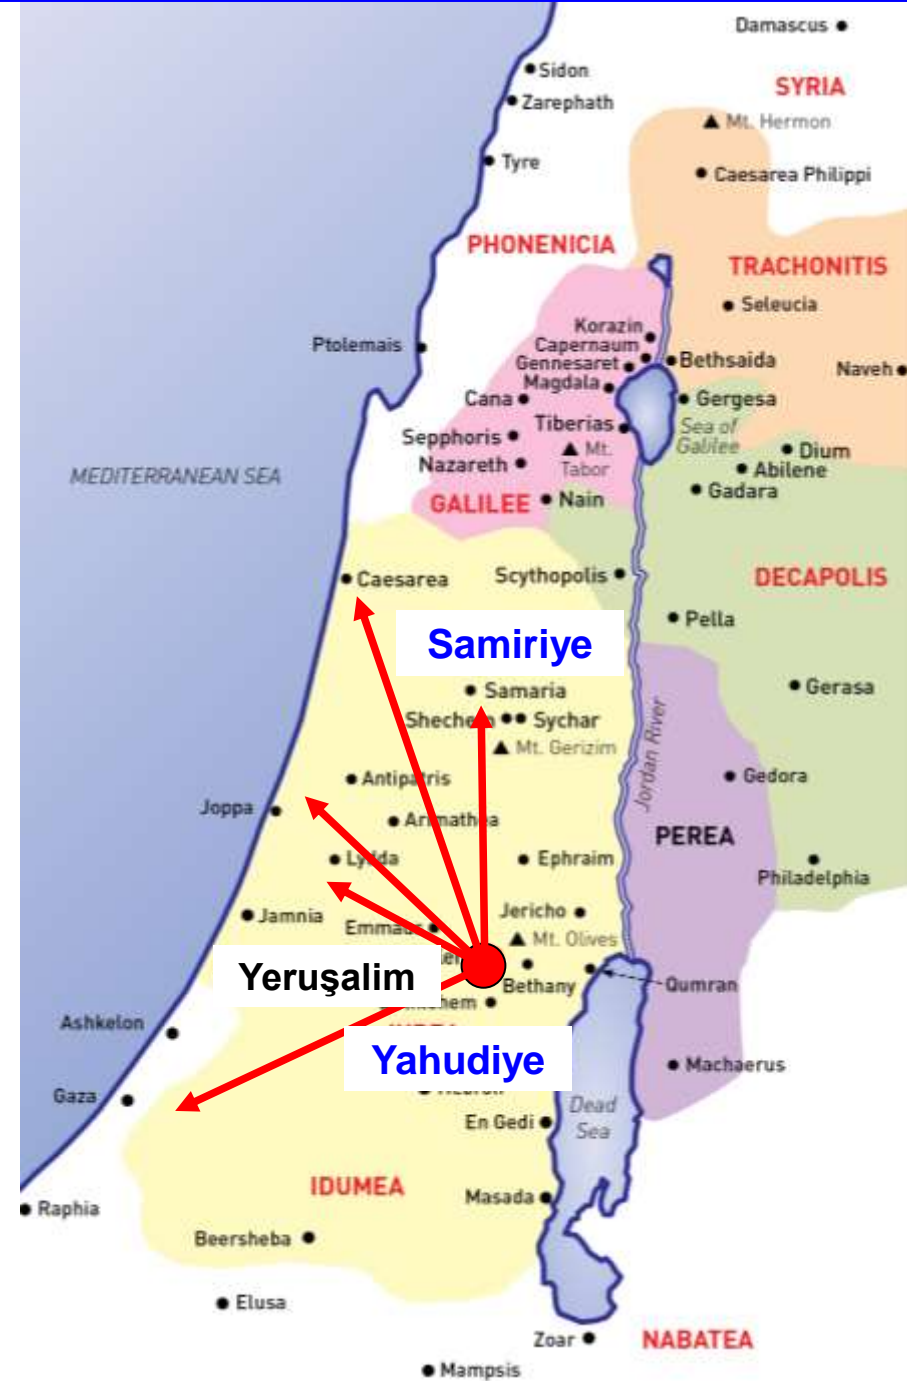 Damascus
Sidon
SYRIA
Zarephath
Mt. Hermon
Tyre
Caesarea Philippi
PHONENICIA
TRACHONITIS
Seleucia
Korazin
Ptolemais
Capernaum
Gennesaret
Bethsaida
Naveh
Magdala
Cana
Gergesa
Tiberias
Sea of
Galilee
Sepphoris
Mt.
Tabor
Dium
Nazareth
Abilene
MEDITERRANEAN SEA
Gadara
GALILEE
Nain
Caesarea
Scythopolis
DECAPOLIS
Pella
Samiriye
Samaria
Gerasa
Shechem
Sychar
Mt. Gerizim
Jordan River
Antipatris
Gedora
Joppa
Arimathea
PEREA
Lydda
Ephraim
Philadelphia
Jamnia
Jericho
Emmaus
Mt. Olives
Yeruşalim
Bethany
Qumran
Ashkelon
Yahudiye
Machaerus
Gaza
Dead
Sea
En Gedi
IDUMEA
Masada
Raphia
Beersheba
Elusa
Zoar
NABATEA
Mampsis